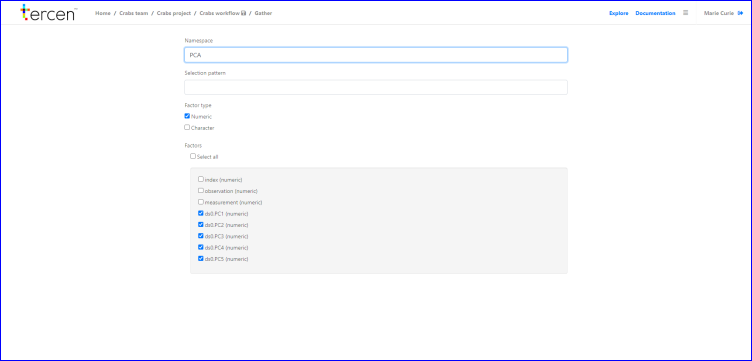 tercen™
Home / Crabs team / Crabs project / Crabs workflow / Gather
Explore Documentation Marie Curie
Namespace
PCA
Selection pattern
Factor type
Numeric
Character
Factors
Select all
index (numeric)
observation (numeric)
measurement (numeric)
ds0.PC1 (numeric)
ds0.PC2 (numeric)
ds0.PC3 (numeric)
ds0.PC4 (numeric)
ds0.PC5 (numeric)